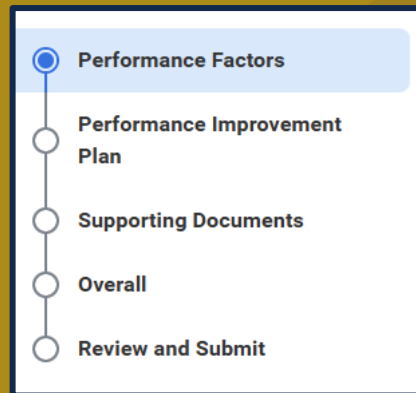 Performance Factors
Performance Improvement
Plan
Supporting Documents
Overall
Review and Submit